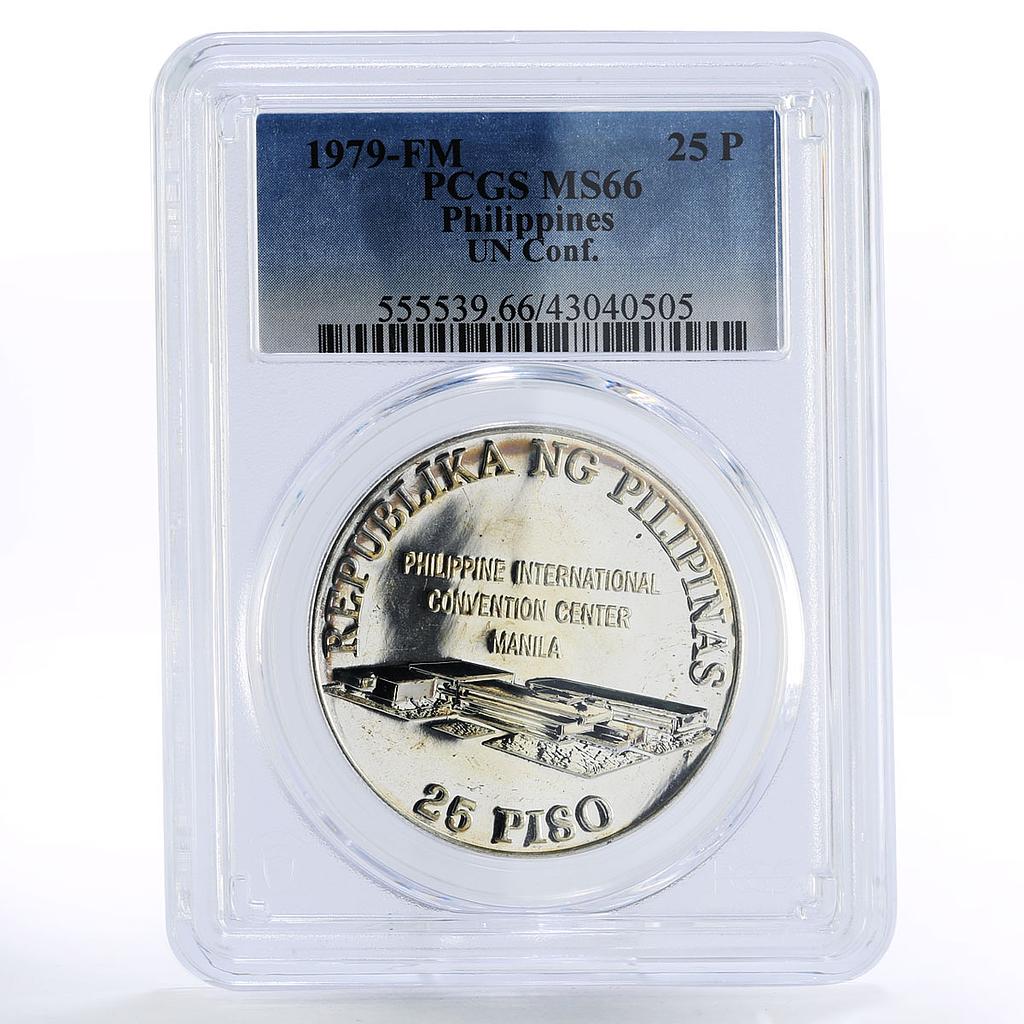 1979-FM 25 P
PCGS MS66
Philippines
UN Conf.
555539.66/43040505
REPUBLIKA NG PILIPINAS
PHILIPPINE INTERNATIONAL
CONVENTION CENTER
MANILA
25 PISO